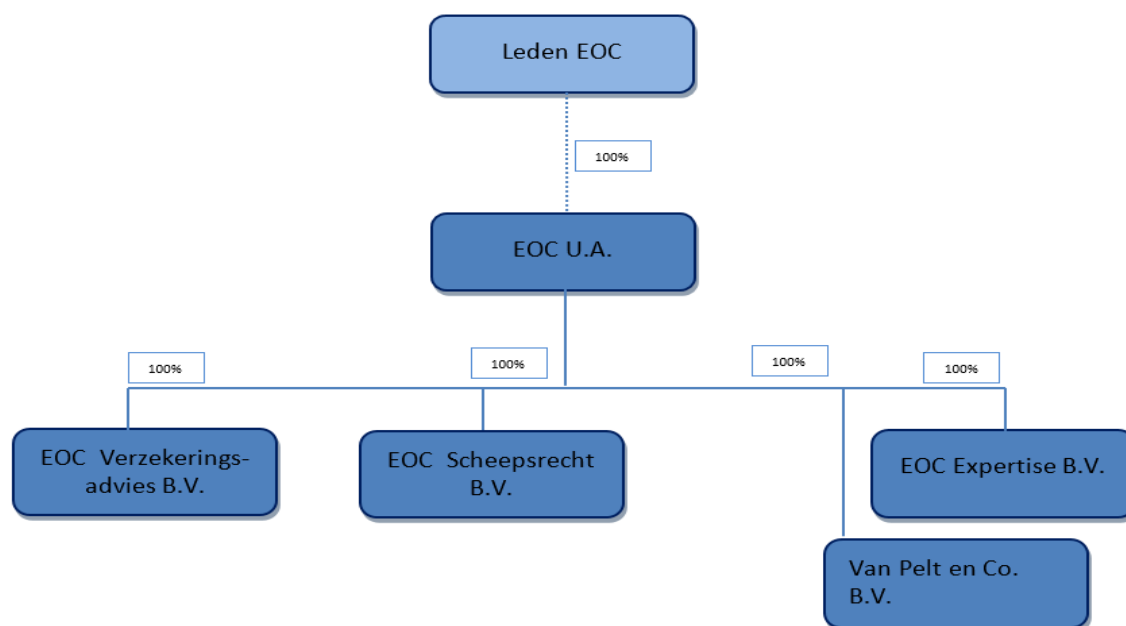 Leden EOC
100%
EOC U.A.
100%
100%
100%
100%
EOC Verzekerings-
advies B.V.
EOC Scheepsrecht
B.V.
EOC Expertise B.V.
Van Pelt en Co.
B.V.